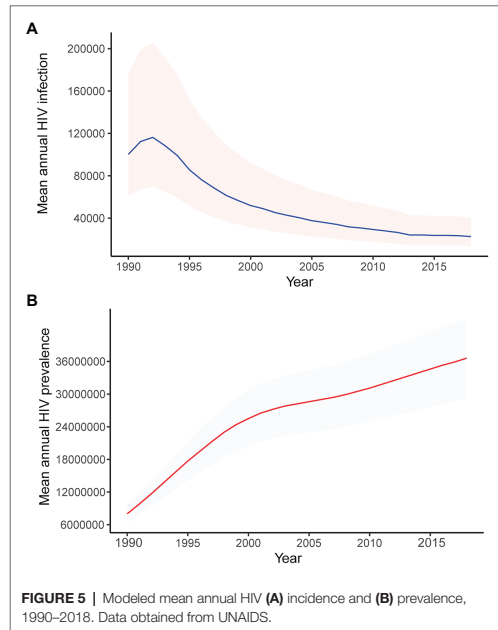 A
Mean annual HIV infection
200000
160000
120000
80000
40000
1990 1995 2000 2005 2010 2015
Year
B
Mean annual HIV prevalence
36000000
30000000
24000000
18000000
12000000
6000000
1990 1995 2000 2005 2010 2015
Year
FIGURE 5 | Modeled mean annual HIV (A) incidence and (B) prevalence,
1990–2018. Data obtained from UNAIDS.